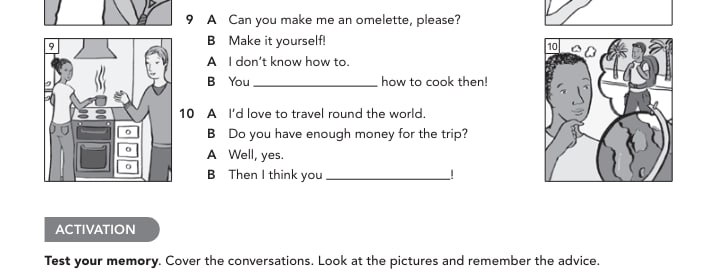 9 A Can you make me an omelette, please?
B Make it yourself!
A I don't know how to.
B You ____________ how to cook then!
9
10
10 A I'd love to travel round the world.
B Do you have enough money for the trip?
A Well, yes.
B Then I think you ____________!
ACTIVATION
Test your memory. Cover the conversations. Look at the pictures and remember the advice.